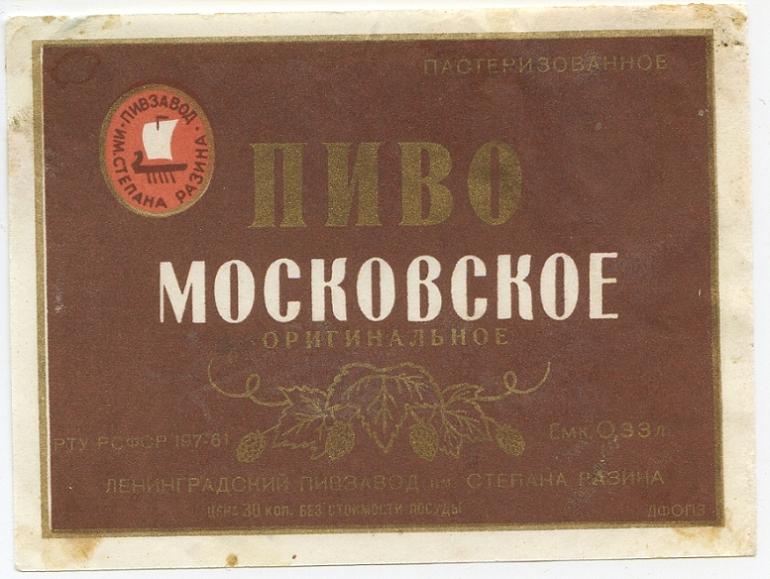 ПАСТЕРИЗОВАННОЕ
ПИВЗАВОД · ИМ. СТЕПАНА РАЗИНА ·
ПИВО
МОСКОВСКОЕ
ОРИГИНАЛЬНОЕ
РТУ РСФСР 197-61
Емк. 0,33 л.
ЛЕНИНГРАДСКИЙ ПИВЗАВОД им. СТЕПАНА РАЗИНА
ЦЕНА 30 КОП. БЕЗ СТОИМОСТИ ПОСУДЫ
ДФОПЗ